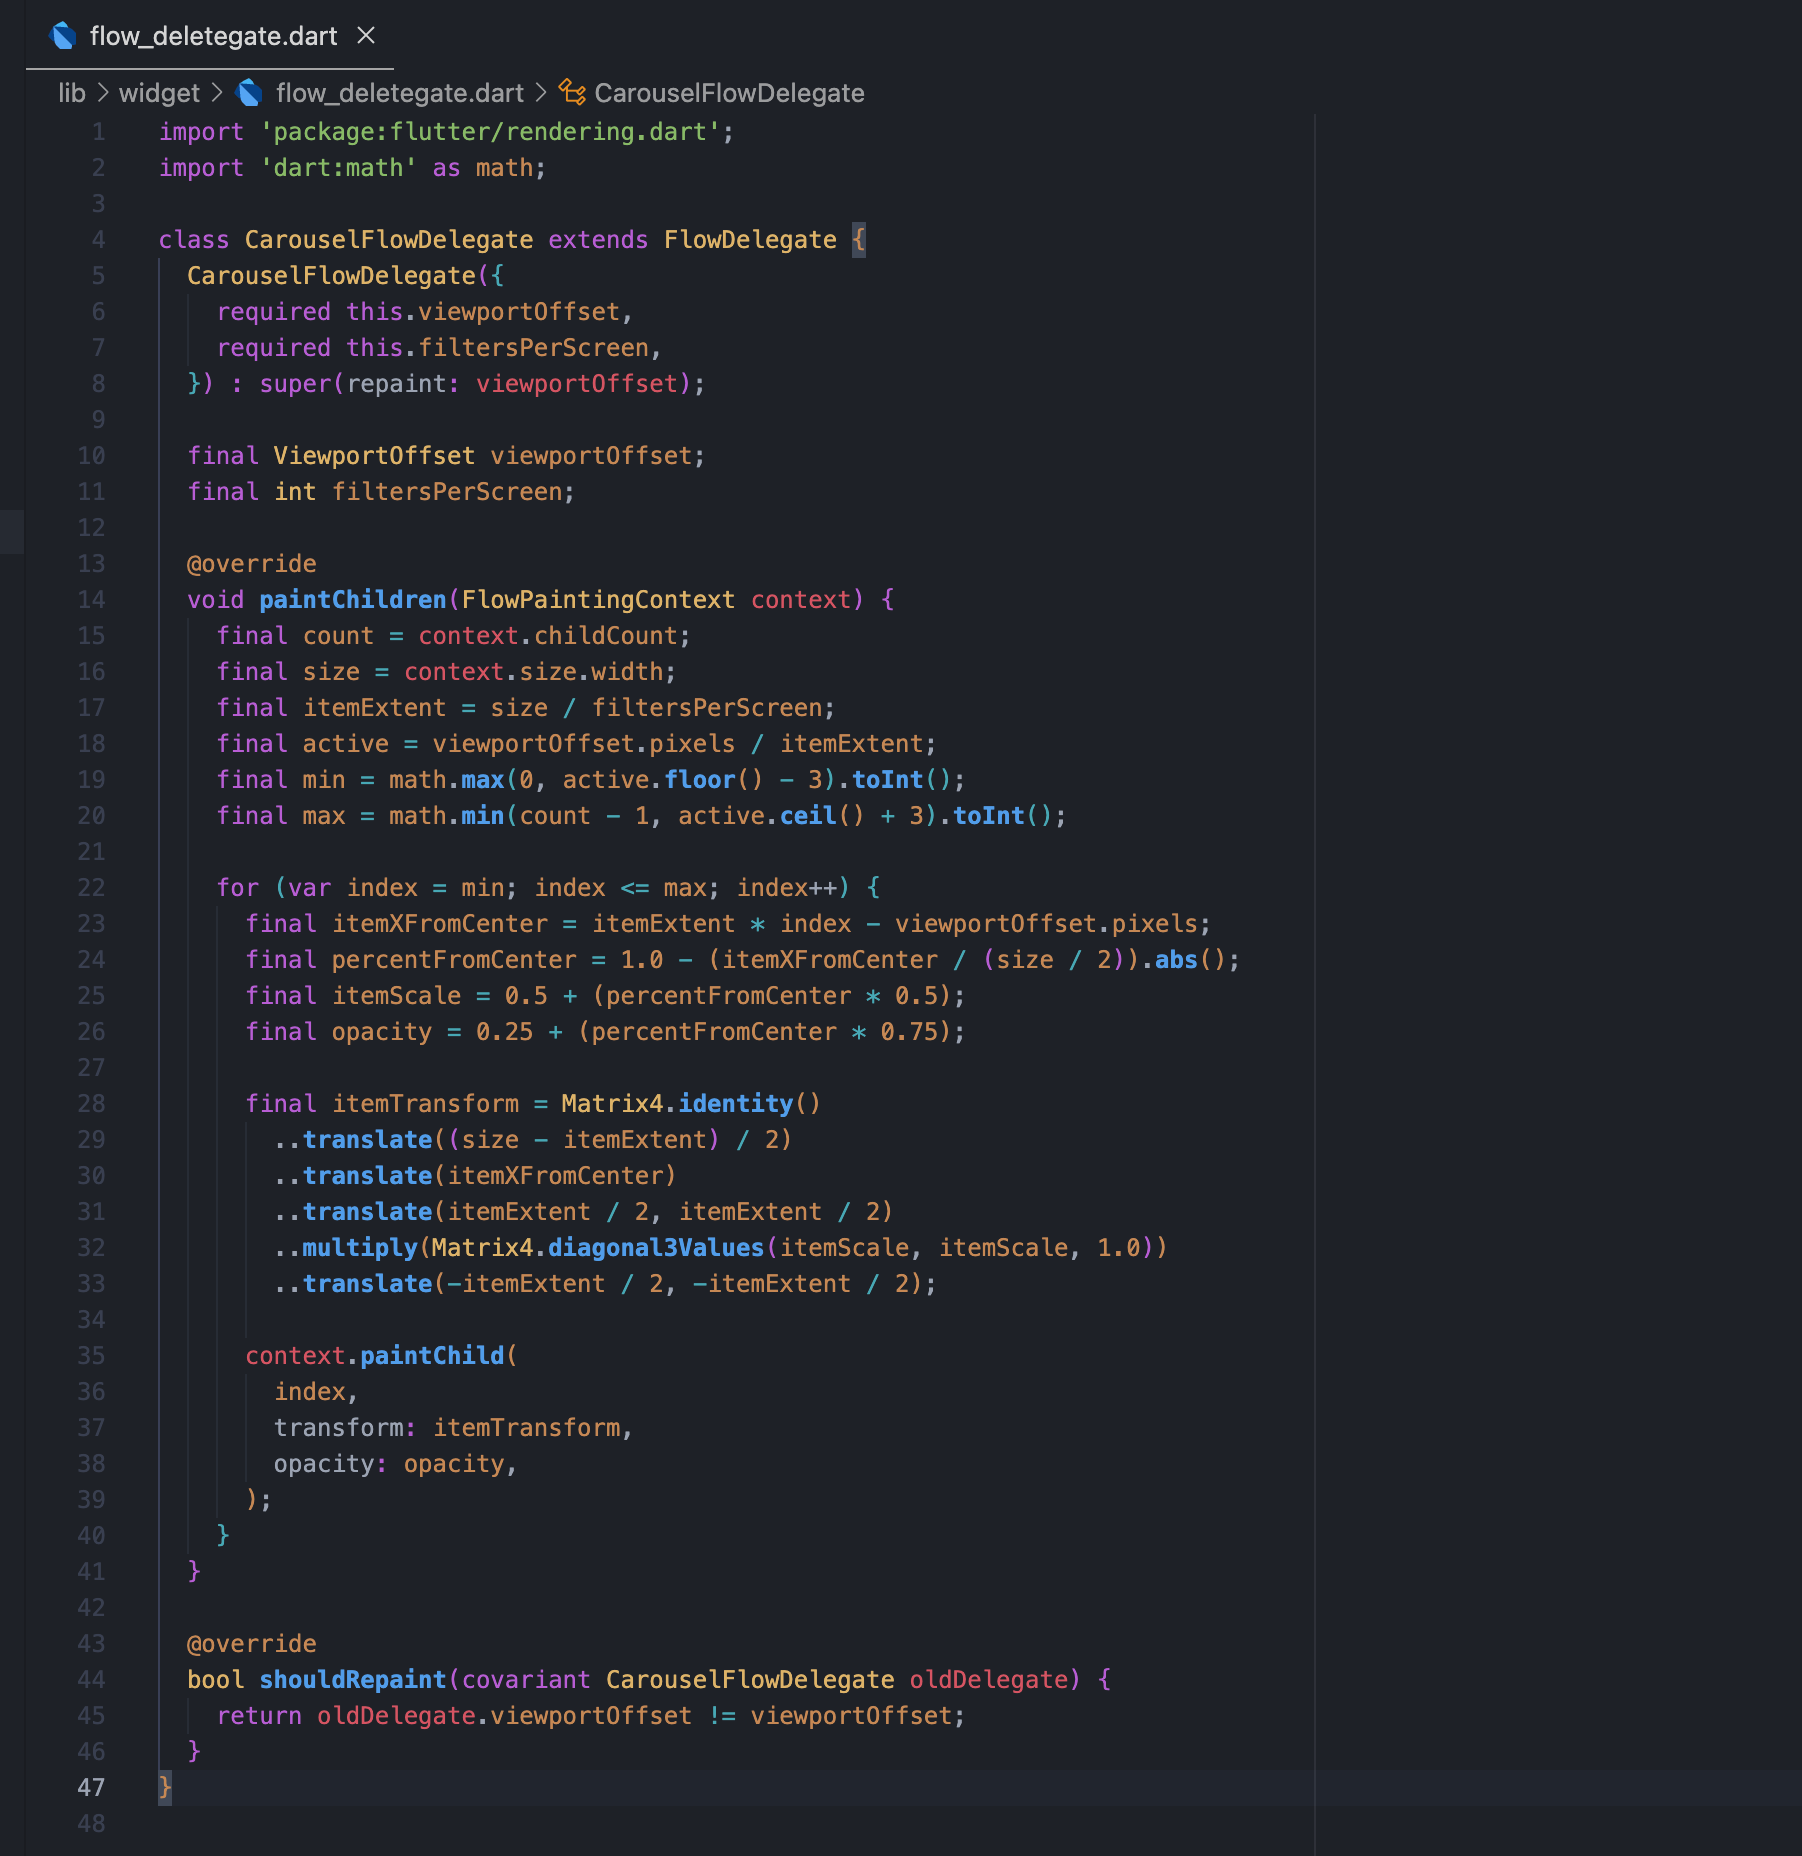 flow_deletegate.dart
lib > widget > flow_deletegate.dart > CarouselFlowDelegate
1 import 'package:flutter/rendering.dart';
2 import 'dart:math' as math;
3
4 class CarouselFlowDelegate extends FlowDelegate {
5   CarouselFlowDelegate({
6     required this.viewportOffset,
7     required this.filtersPerScreen,
8   }) : super(repaint: viewportOffset);
9
10   final ViewportOffset viewportOffset;
11   final int filtersPerScreen;
12
13   @override
14   void paintChildren(FlowPaintingContext context) {
15     final count = context.childCount;
16     final size = context.size.width;
17     final itemExtent = size / filtersPerScreen;
18     final active = viewportOffset.pixels / itemExtent;
19     final min = math.max(0, active.floor() - 3).toInt();
20     final max = math.min(count - 1, active.ceil() + 3).toInt();
21
22     for (var index = min; index <= max; index++) {
23       final itemXFromCenter = itemExtent * index - viewportOffset.pixels;
24       final percentFromCenter = 1.0 - (itemXFromCenter / (size / 2)).abs();
25       final itemScale = 0.5 + (percentFromCenter * 0.5);
26       final opacity = 0.25 + (percentFromCenter * 0.75);
27
28       final itemTransform = Matrix4.identity()
29         ..translate((size - itemExtent) / 2)
30         ..translate(itemXFromCenter)
31         ..translate(itemExtent / 2, itemExtent / 2)
32         ..multiply(Matrix4.diagonal3Values(itemScale, itemScale, 1.0))
33         ..translate(-itemExtent / 2, -itemExtent / 2);
34
35       context.paintChild(
36         index,
37         transform: itemTransform,
38         opacity: opacity,
39       );
40     }
41   }
42
43   @override
44   bool shouldRepaint(covariant CarouselFlowDelegate oldDelegate) {
45     return oldDelegate.viewportOffset != viewportOffset;
46   }
47 }
48